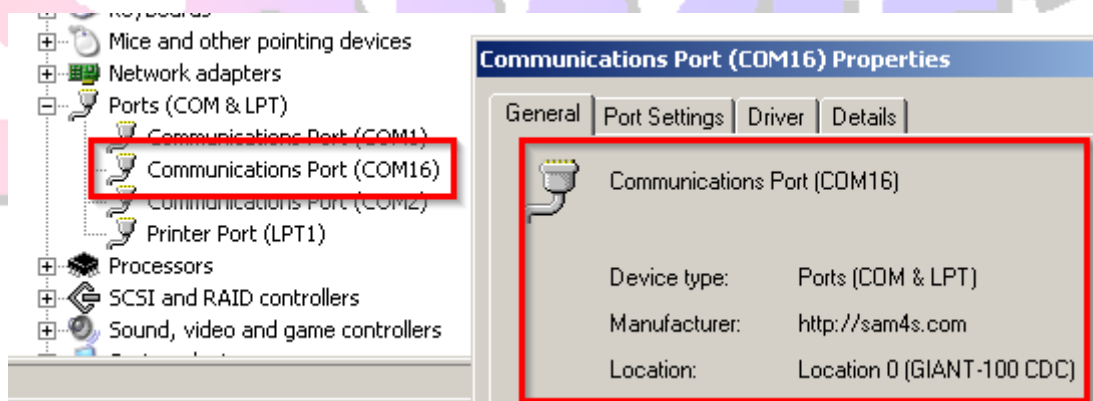 Keyboards
Mice and other pointing devices
Network adapters
Ports (COM & LPT)
Communications Port (COM1)
Communications Port (COM16)
Communications Port (COM2)
Printer Port (LPT1)
Processors
SCSI and RAID controllers
Sound, video and game controllers
Communications Port (COM16) Properties
General Port Settings Driver Details
Communications Port (COM16)
Device type: Ports (COM & LPT)
Manufacturer: http://sam4s.com
Location: Location 0 (GIANT-100 CDC)